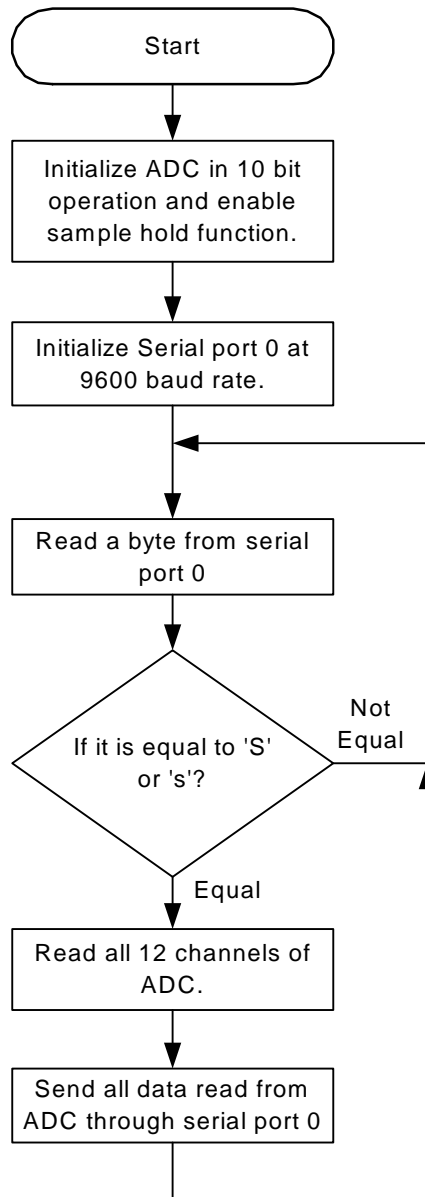 Start
Initialize ADC in 10 bit
operation and enable
sample hold function.
Initialize Serial port 0 at
9600 baud rate.
Read a byte from serial
port 0
If it is equal to 'S'
or 's'?
Not
Equal
Equal
Read all 12 channels of
ADC.
Send all data read from
ADC through serial port 0